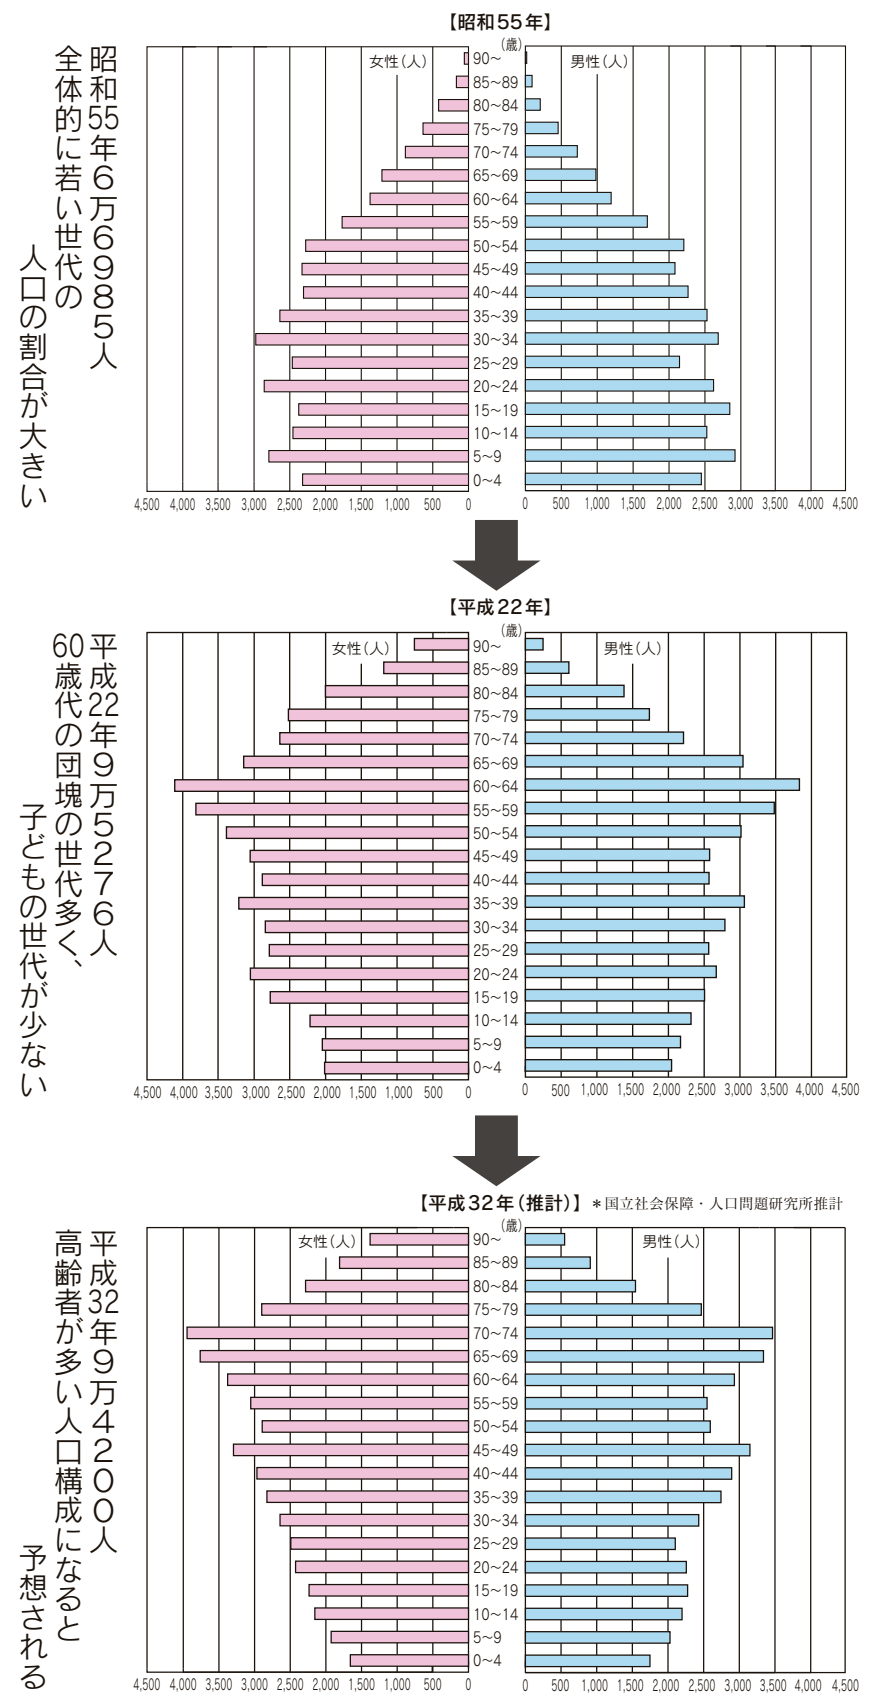 【昭和55年】
昭和55年6万6985人
全体的に若い世代の
人口の割合が大きい
(歳)
女性(人)
男性(人)
90〜
85〜89
80〜84
75〜79
70〜74
65〜69
60〜64
55〜59
50〜54
45〜49
40〜44
35〜39
30〜34
25〜29
20〜24
15〜19
10〜14
5〜9
0〜4
4,500 4,000 3,500 3,000 2,500 2,000 1,500 1,000 500 0
0 500 1,000 1,500 2,000 2,500 3,000 3,500 4,000 4,500
【平成22年】
平成22年9万5276人
60歳代の団塊の世代多く、
子どもの世代が少ない
(歳)
女性(人)
男性(人)
90〜
85〜89
80〜84
75〜79
70〜74
65〜69
60〜64
55〜59
50〜54
45〜49
40〜44
35〜39
30〜34
25〜29
20〜24
15〜19
10〜14
5〜9
0〜4
4,500 4,000 3,500 3,000 2,500 2,000 1,500 1,000 500 0
0 500 1,000 1,500 2,000 2,500 3,000 3,500 4,000 4,500
【平成32年(推計)】 *国立社会保障・人口問題研究所推計
平成32年9万4200人
高齢者が多い人口構成になると
予想される
(歳)
女性(人)
男性(人)
90〜
85〜89
80〜84
75〜79
70〜74
65〜69
60〜64
55〜59
50〜54
45〜49
40〜44
35〜39
30〜34
25〜29
20〜24
15〜19
10〜14
5〜9
0〜4
4,500 4,000 3,500 3,000 2,500 2,000 1,500 1,000 500 0
0 500 1,000 1,500 2,000 2,500 3,000 3,500 4,000 4,500